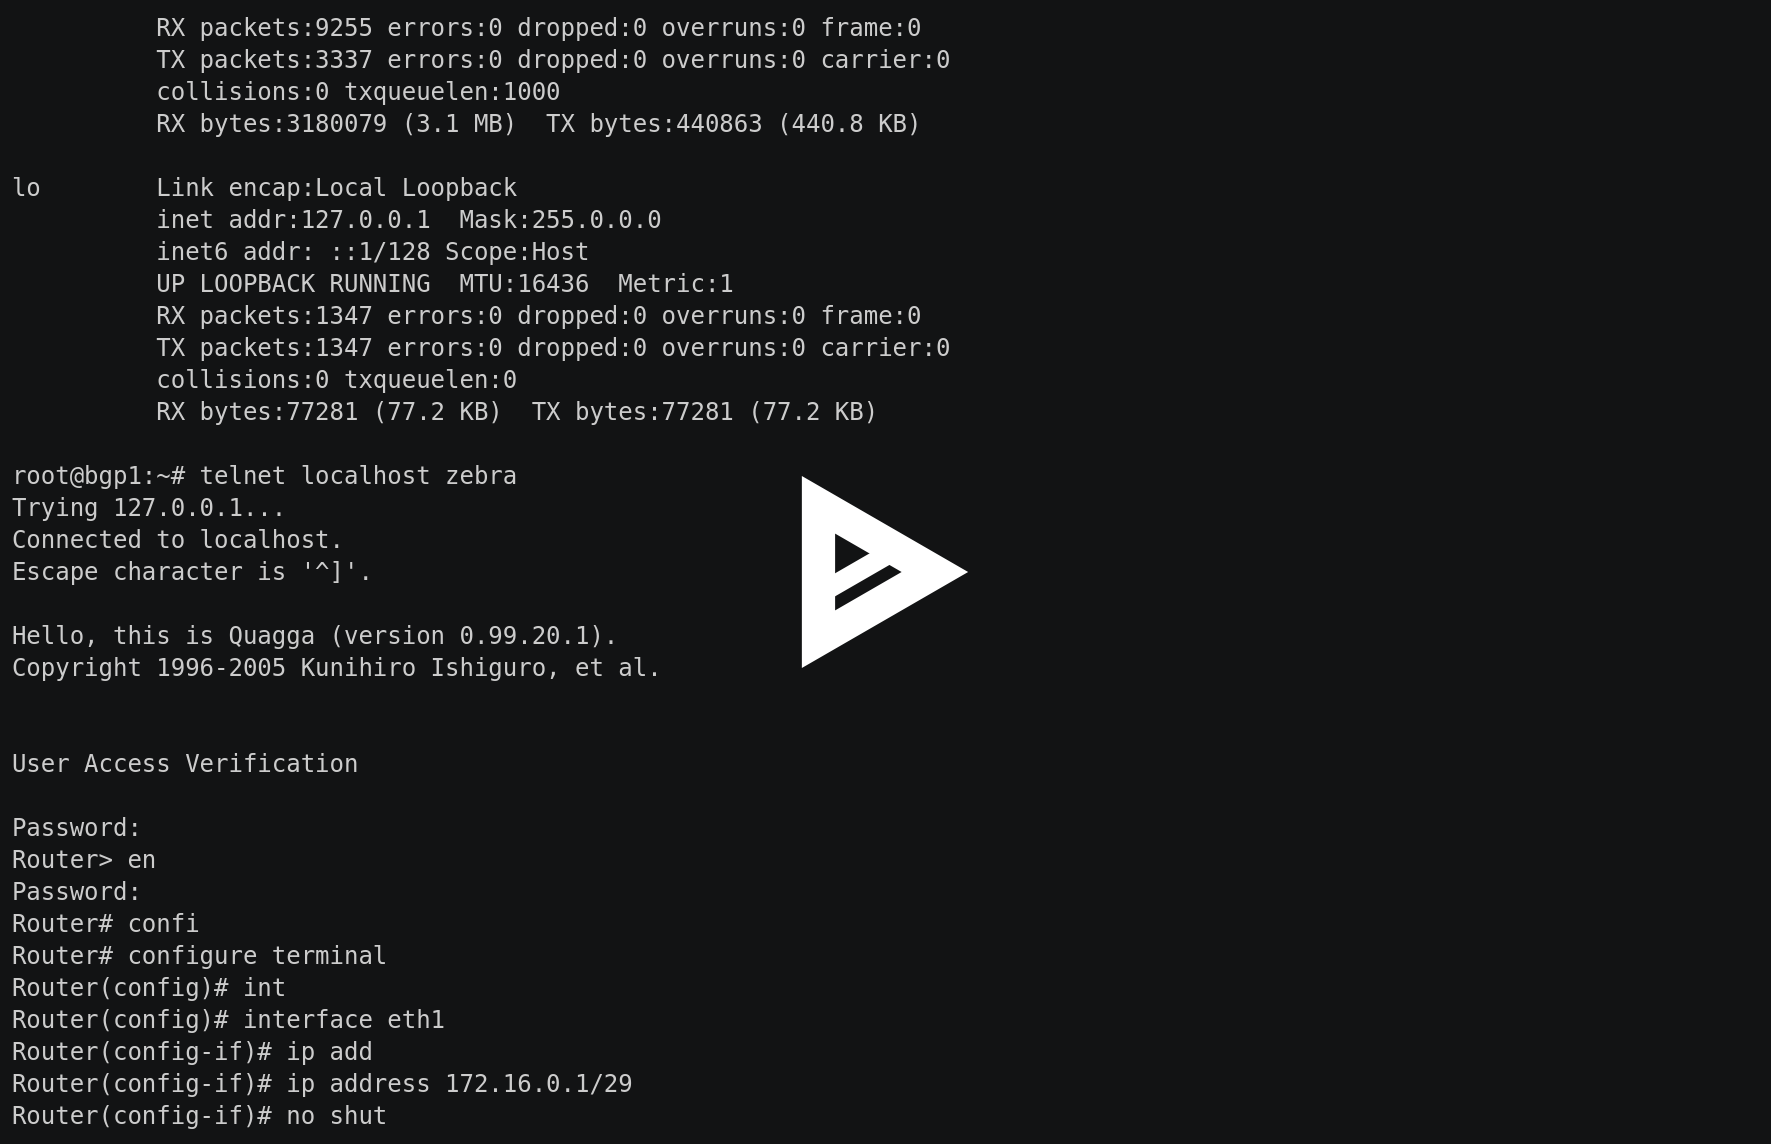 RX packets:9255 errors:0 dropped:0 overruns:0 frame:0
TX packets:3337 errors:0 dropped:0 overruns:0 carrier:0
collisions:0 txqueuelen:1000
RX bytes:3180079 (3.1 MB)  TX bytes:440863 (440.8 KB)
lo        Link encap:Local Loopback
inet addr:127.0.0.1  Mask:255.0.0.0
inet6 addr: ::1/128 Scope:Host
UP LOOPBACK RUNNING  MTU:16436  Metric:1
RX packets:1347 errors:0 dropped:0 overruns:0 frame:0
TX packets:1347 errors:0 dropped:0 overruns:0 carrier:0
collisions:0 txqueuelen:0
RX bytes:77281 (77.2 KB)  TX bytes:77281 (77.2 KB)
root@bgp1:~# telnet localhost zebra
Trying 127.0.0.1...
Connected to localhost.
Escape character is '^]'.
Hello, this is Quagga (version 0.99.20.1).
Copyright 1996-2005 Kunihiro Ishiguro, et al.
User Access Verification
Password:
Router> en
Password:
Router# confi
Router# configure terminal
Router(config)# int
Router(config)# interface eth1
Router(config-if)# ip add
Router(config-if)# ip address 172.16.0.1/29
Router(config-if)# no shut